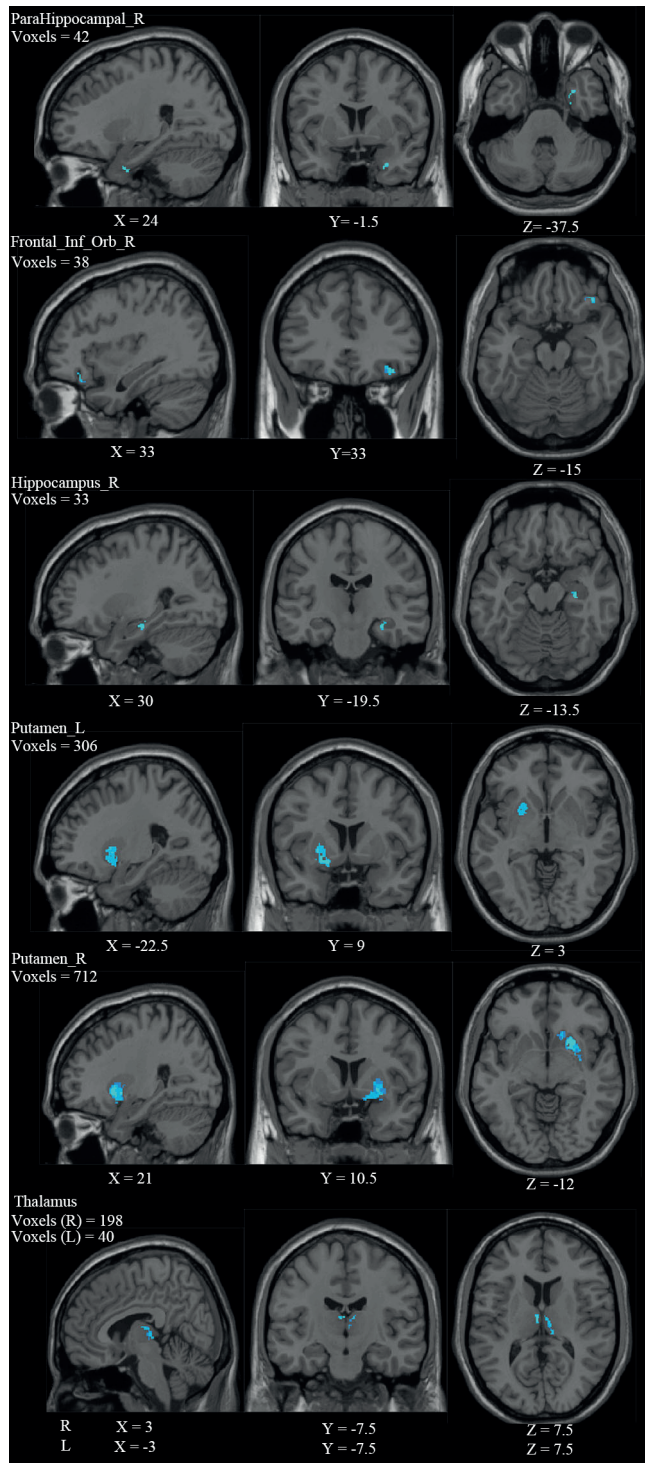 ParaHippocampal_R
Voxels = 42
X = 24 Y= -1.5 Z= -37.5
Frontal_Inf_Orb_R
Voxels = 38
X = 33 Y=33 Z = -15
Hippocampus_R
Voxels = 33
X = 30 Y = -19.5 Z = -13.5
Putamen_L
Voxels = 306
X = -22.5 Y = 9 Z = 3
Putamen_R
Voxels = 712
X = 21 Y = 10.5 Z = -12
Thalamus
Voxels (R) = 198
Voxels (L) = 40
R X = 3 Y = -7.5 Z = 7.5
L X = -3 Y = -7.5 Z = 7.5